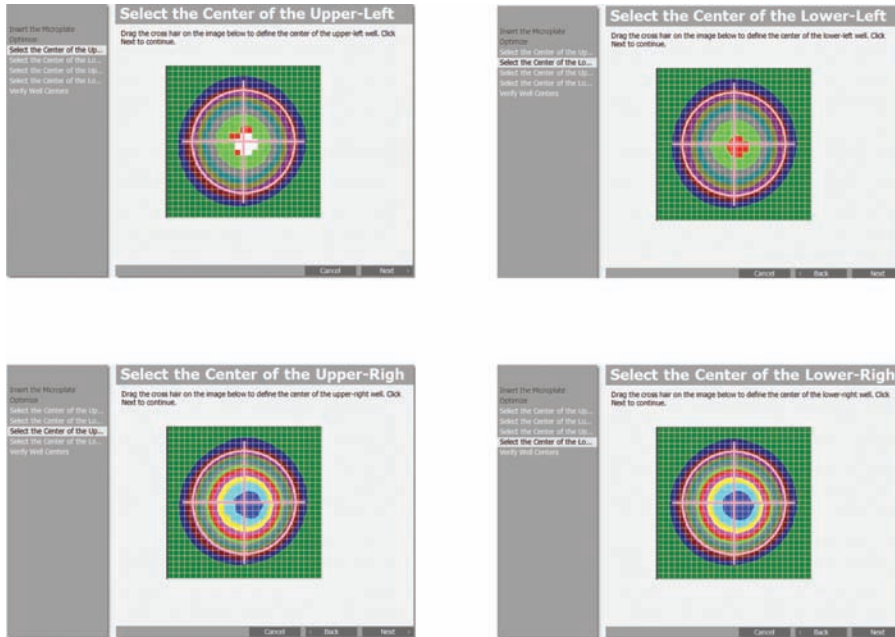 Select the Center of the Upper-Left
Insert the Microplate
Optimize
Select the Center of the Up...
Select the Center of the Lo...
Select the Center of the Up...
Select the Center of the Lo...
Verify Well Centers
Drag the cross hair on the image below to define the center of the upper-left well. Click
Next to continue.
Cancel
Next ›
Select the Center of the Lower-Left
Insert the Microplate
Optimize
Select the Center of the Up...
Select the Center of the Lo...
Select the Center of the Up...
Select the Center of the Lo...
Verify Well Centers
Drag the cross hair on the image below to define the center of the lower-left well. Click
Next to continue.
Cancel
‹ Back
Next
Select the Center of the Upper-Righ
Insert the Microplate
Optimize
Select the Center of the Up...
Select the Center of the Lo...
Select the Center of the Up...
Select the Center of the Lo...
Verify Well Centers
Drag the cross hair on the image below to define the center of the upper-right well. Click
Next to continue.
Cancel
‹ Back
Next ›
Select the Center of the Lower-Righ
Insert the Microplate
Optimize
Select the Center of the Up...
Select the Center of the Lo...
Select the Center of the Up...
Select the Center of the Lo...
Verify Well Centers
Drag the cross hair on the image below to define the center of the lower-right well. Click
Next to continue.
Cancel
‹ Back
Next